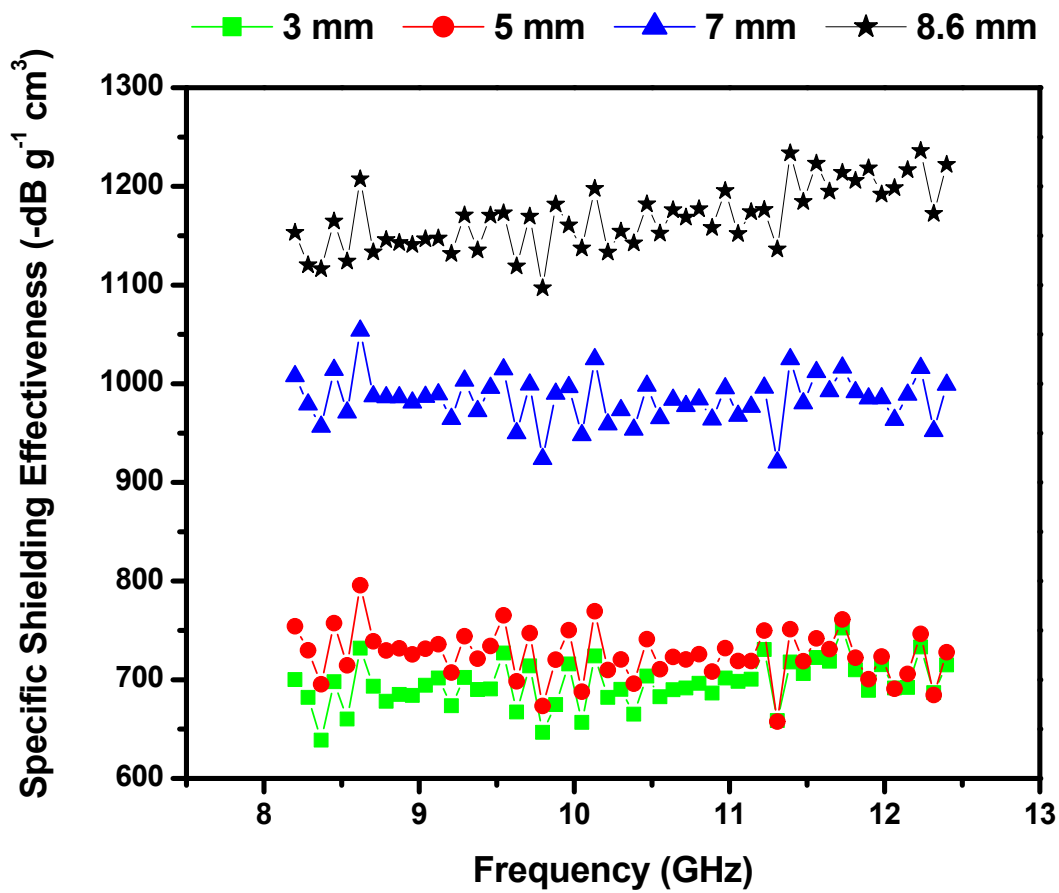 3 mm 5 mm 7 mm 8.6 mm
1300
1200
1100
1000
900
800
700
600
Specific Shielding Effectiveness (-dB g⁻¹ cm³)
8 9 10 11 12 13
Frequency (GHz)